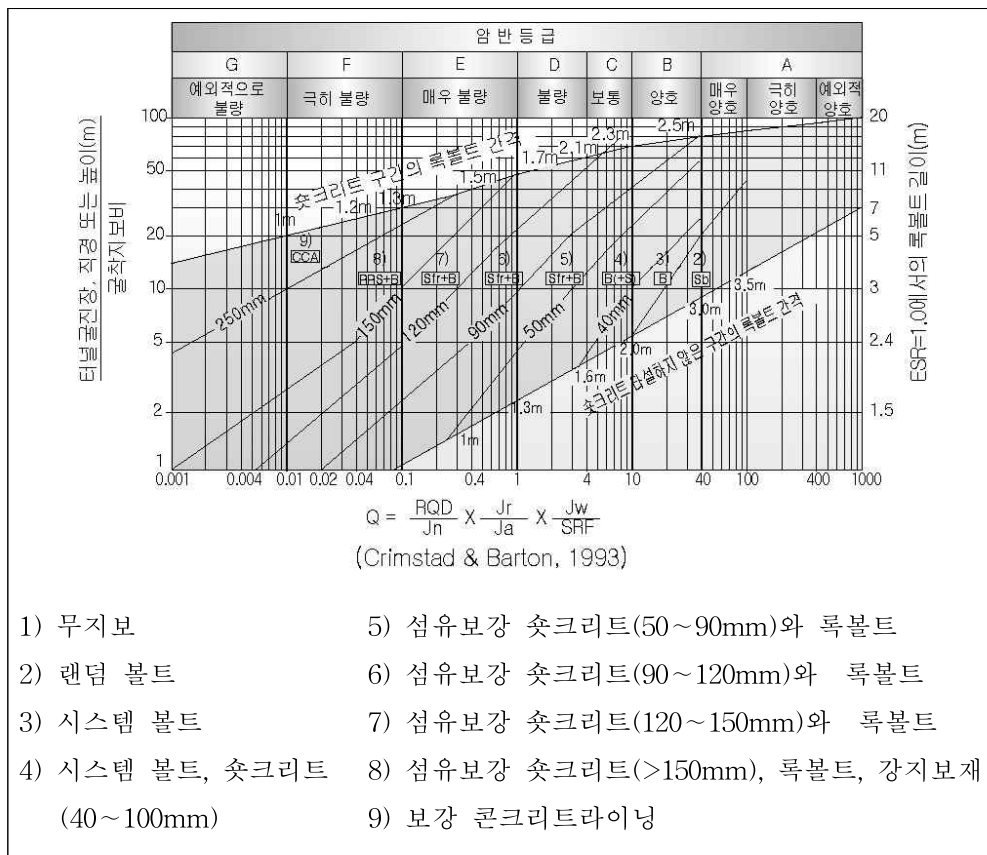 암 반 등 급
G F E D C B A
예외적으로 불량 극히 불량 매우 불량 불량 보통 양호 매우 양호 극히 양호 예외적 양호
터널굴진장, 직경 또는 높이(m)
굴착지보비
100
50
20
10
5
2
1
숏크리트 구간의 록볼트 간격
1m 1.2m 1.3m 1.5m 1.7m 2.1m 2.3m 2.5m
9) CCA
8) RRS+B
7) Sfr+B
6) Sfr+B
5) Sfr+B
4) B(+S)
3) B
2) Sb
250mm 150mm 120mm 90mm 50mm 40mm
1m 1.3m 1.6m 2.0m 3.0m 3.5m
숏크리트 타설하지 않은 구간의 록볼트 간격
20
11
7
5
3
2.4
1.5
ESR=1.0에서의 록볼트 길이(m)
0.001 0.004 0.01 0.02 0.04 0.1 0.4 1 4 10 40 100 400 1000
Q = RQD/Jn X Jr/Ja X Jw/SRF
(Crimstad & Barton, 1993)
1) 무지보
2) 랜덤 볼트
3) 시스템 볼트
4) 시스템 볼트, 숏크리트
(40～100mm)
5) 섬유보강 숏크리트(50～90mm)와 록볼트
6) 섬유보강 숏크리트(90～120mm)와 록볼트
7) 섬유보강 숏크리트(120～150mm)와 록볼트
8) 섬유보강 숏크리트(>150mm), 록볼트, 강지보재
9) 보강 콘크리트라이닝